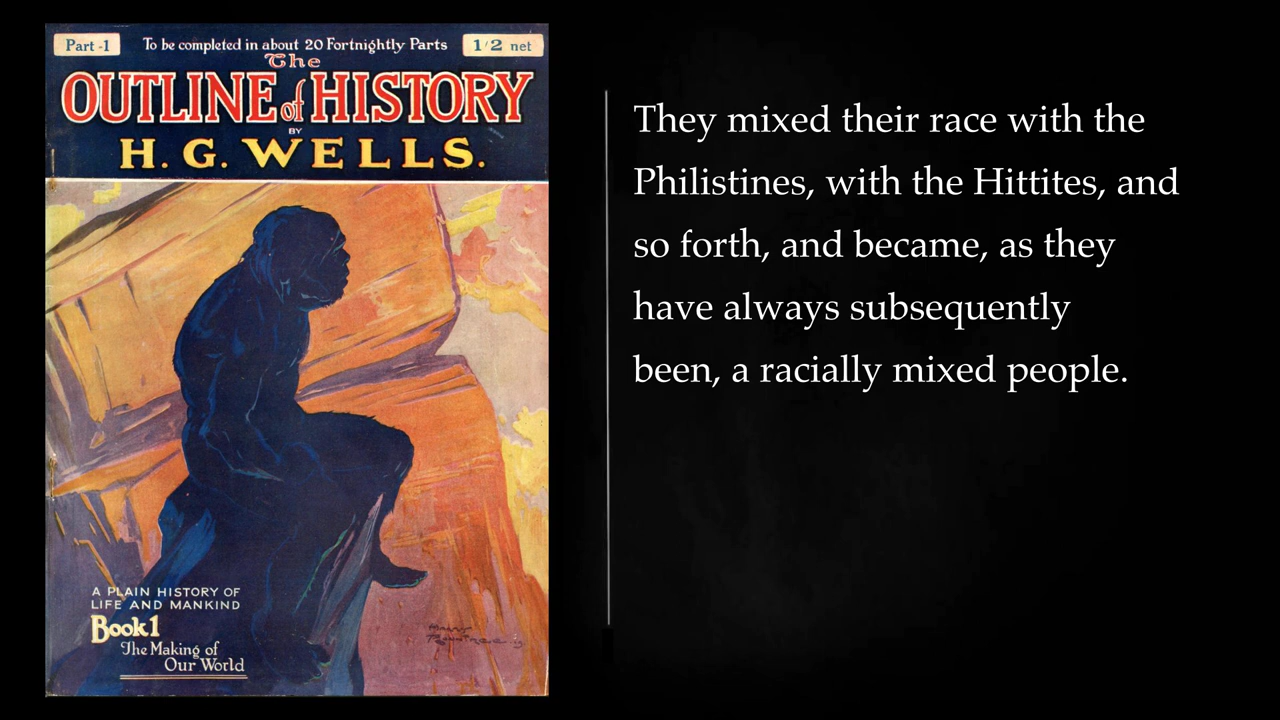 Part -1
To be completed in about 20 Fortnightly Parts
1/2 net
The
OUTLINE of HISTORY
BY
H. G. WELLS.
They mixed their race with the
Philistines, with the Hittites, and
so forth, and became, as they
have always subsequently
been, a racially mixed people.
A PLAIN HISTORY OF
LIFE AND MANKIND
Book 1
The Making of
Our World